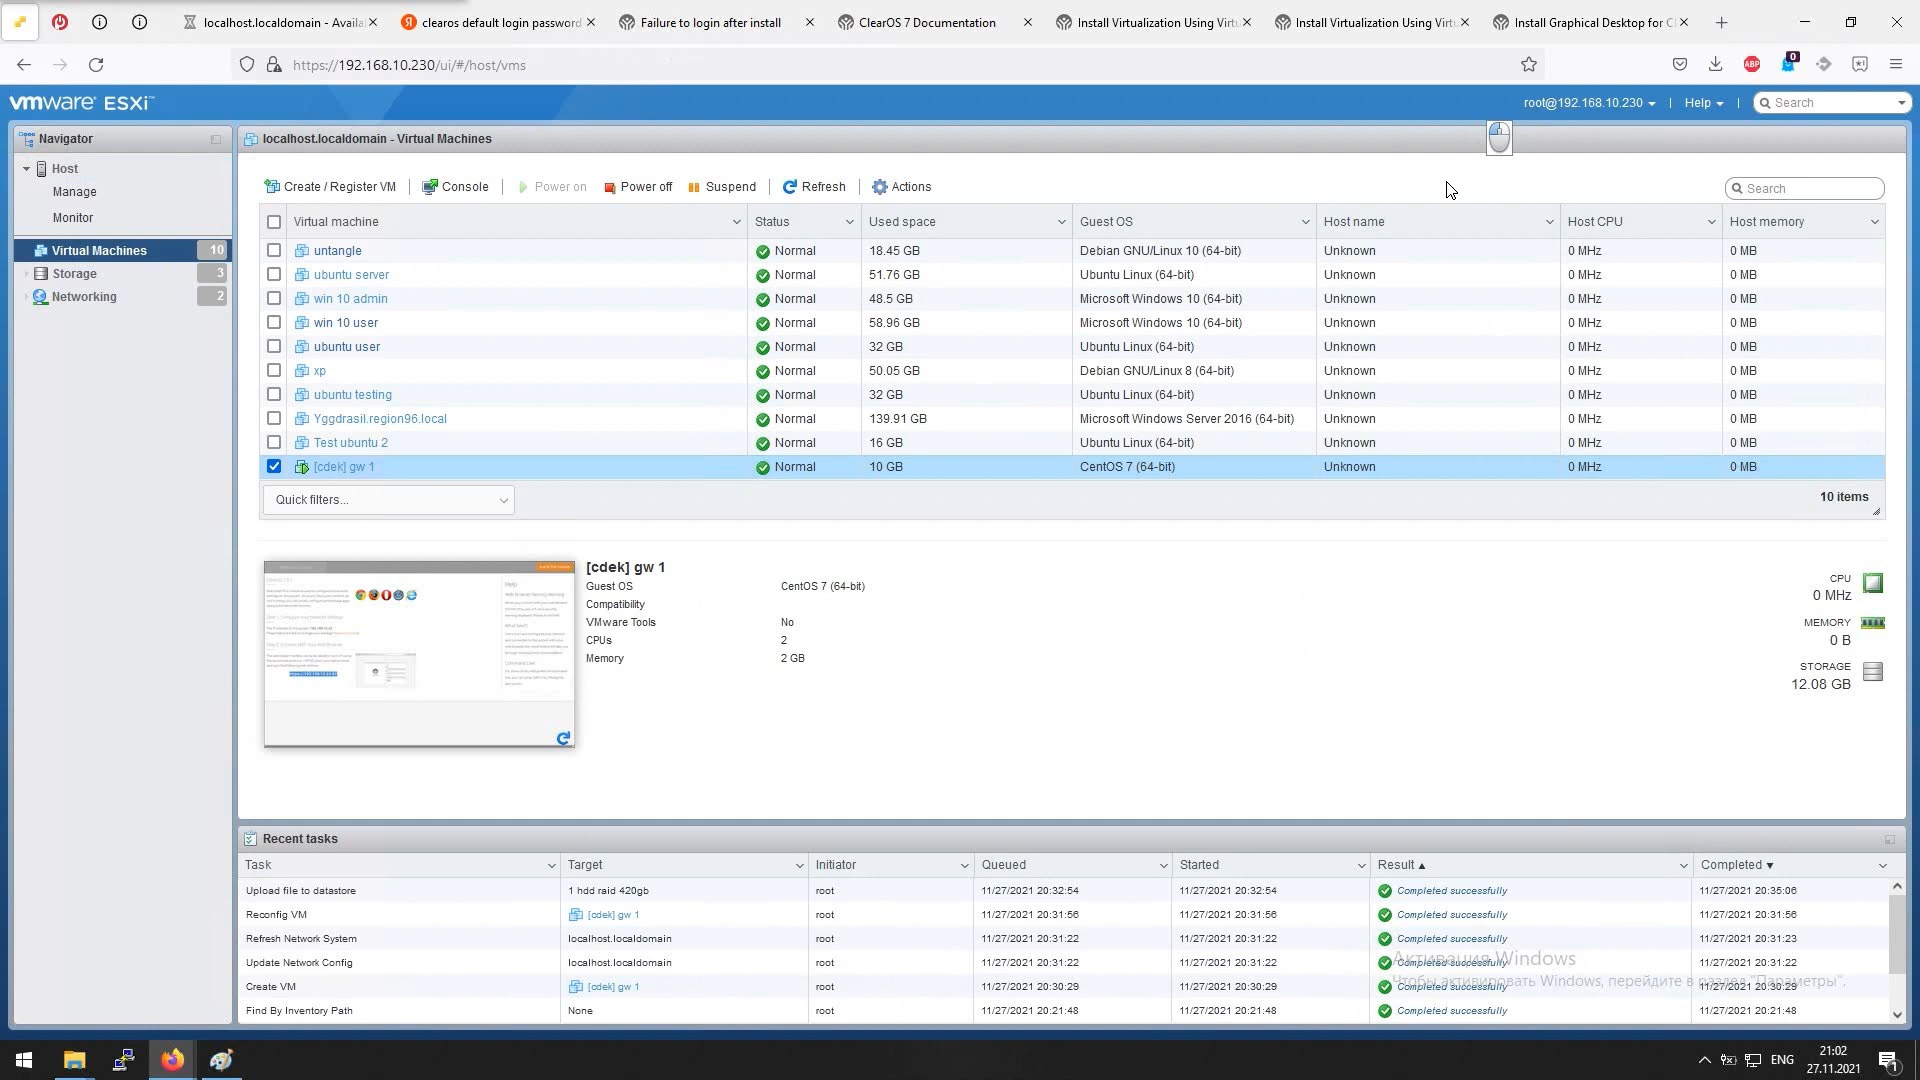 localhost.localdomain - Availa
clearos default login password
Failure to login after install
ClearOS 7 Documentation
Install Virtualization Using Virtu
Install Virtualization Using Virtu
Install Graphical Desktop for C
https://192.168.10.230/ui/#/host/vms
0
vmware ESXi™
root@192.168.10.230 | Help | Search
Navigator
localhost.localdomain - Virtual Machines
Host
Manage
Monitor
Virtual Machines 10
Storage 3
Networking 2
Create / Register VM | Console | Power on Power off Suspend | Refresh | Actions
Search
Virtual machine Status Used space Guest OS Host name Host CPU Host memory
untangle Normal 18.45 GB Debian GNU/Linux 10 (64-bit) Unknown 0 MHz 0 MB
ubuntu server Normal 51.76 GB Ubuntu Linux (64-bit) Unknown 0 MHz 0 MB
win 10 admin Normal 48.5 GB Microsoft Windows 10 (64-bit) Unknown 0 MHz 0 MB
win 10 user Normal 58.96 GB Microsoft Windows 10 (64-bit) Unknown 0 MHz 0 MB
ubuntu user Normal 32 GB Ubuntu Linux (64-bit) Unknown 0 MHz 0 MB
xp Normal 50.05 GB Debian GNU/Linux 8 (64-bit) Unknown 0 MHz 0 MB
ubuntu testing Normal 32 GB Ubuntu Linux (64-bit) Unknown 0 MHz 0 MB
Yggdrasil.region96.local Normal 139.91 GB Microsoft Windows Server 2016 (64-bit) Unknown 0 MHz 0 MB
Test ubuntu 2 Normal 16 GB Ubuntu Linux (64-bit) Unknown 0 MHz 0 MB
[cdek] gw 1 Normal 10 GB CentOS 7 (64-bit) Unknown 0 MHz 0 MB
Quick filters...
10 items
[cdek] gw 1
Guest OS CentOS 7 (64-bit)
Compatibility
VMware Tools No
CPUs 2
Memory 2 GB
CPU
0 MHz
MEMORY
0 B
STORAGE
12.08 GB
Recent tasks
Task Target Initiator Queued Started Result ▲ Completed ▼
Upload file to datastore 1 hdd raid 420gb root 11/27/2021 20:32:54 11/27/2021 20:32:54 Completed successfully 11/27/2021 20:35:06
Reconfig VM [cdek] gw 1 root 11/27/2021 20:31:56 11/27/2021 20:31:56 Completed successfully 11/27/2021 20:31:56
Refresh Network System localhost.localdomain root 11/27/2021 20:31:22 11/27/2021 20:31:22 Completed successfully 11/27/2021 20:31:23
Update Network Config localhost.localdomain root 11/27/2021 20:31:22 11/27/2021 20:31:22 Completed successfully 11/27/2021 20:31:22
Create VM [cdek] gw 1 root 11/27/2021 20:30:29 11/27/2021 20:30:29 Completed successfully 11/27/2021 20:30:29
Find By Inventory Path None root 11/27/2021 20:21:48 11/27/2021 20:21:48 Completed successfully 11/27/2021 20:21:48
Активация Windows
Чтобы активировать Windows, перейдите в раздел "Параметры".
ENG
21:02
27.11.2021
1